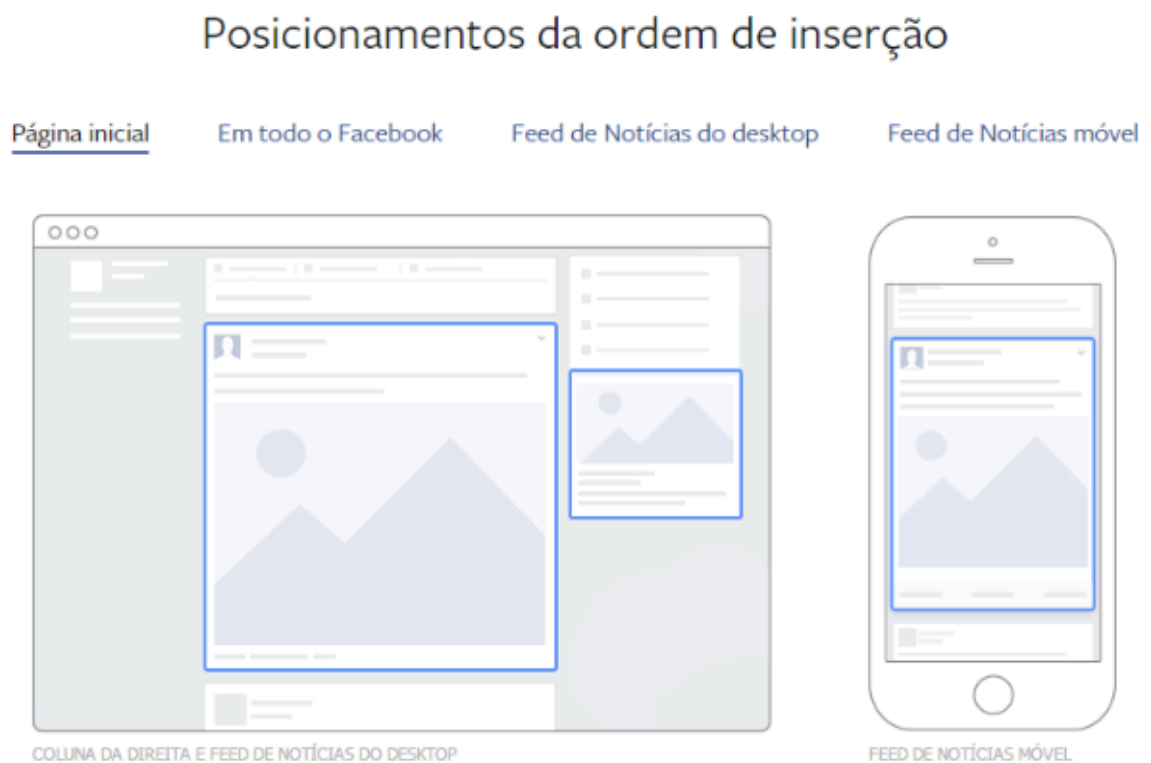 Posicionamentos da ordem de inserção
Página inicial Em todo o Facebook Feed de Notícias do desktop Feed de Notícias móvel
COLUNA DA DIREITA E FEED DE NOTÍCIAS DO DESKTOP FEED DE NOTÍCIAS MÓVEL